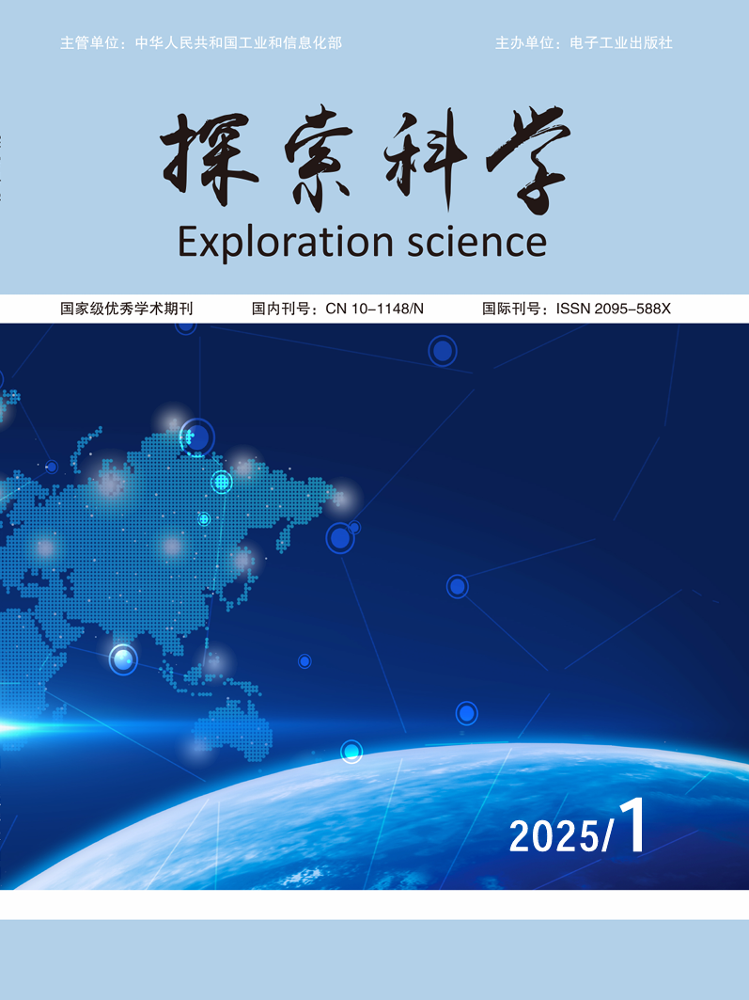 主管单位：中华人民共和国工业和信息化部 主办单位：电子工业出版社
探索科学
Exploration science
国家级优秀学术期刊 国内刊号：CN 10-1148/N 国际刊号：ISSN 2095-588X
2025/1